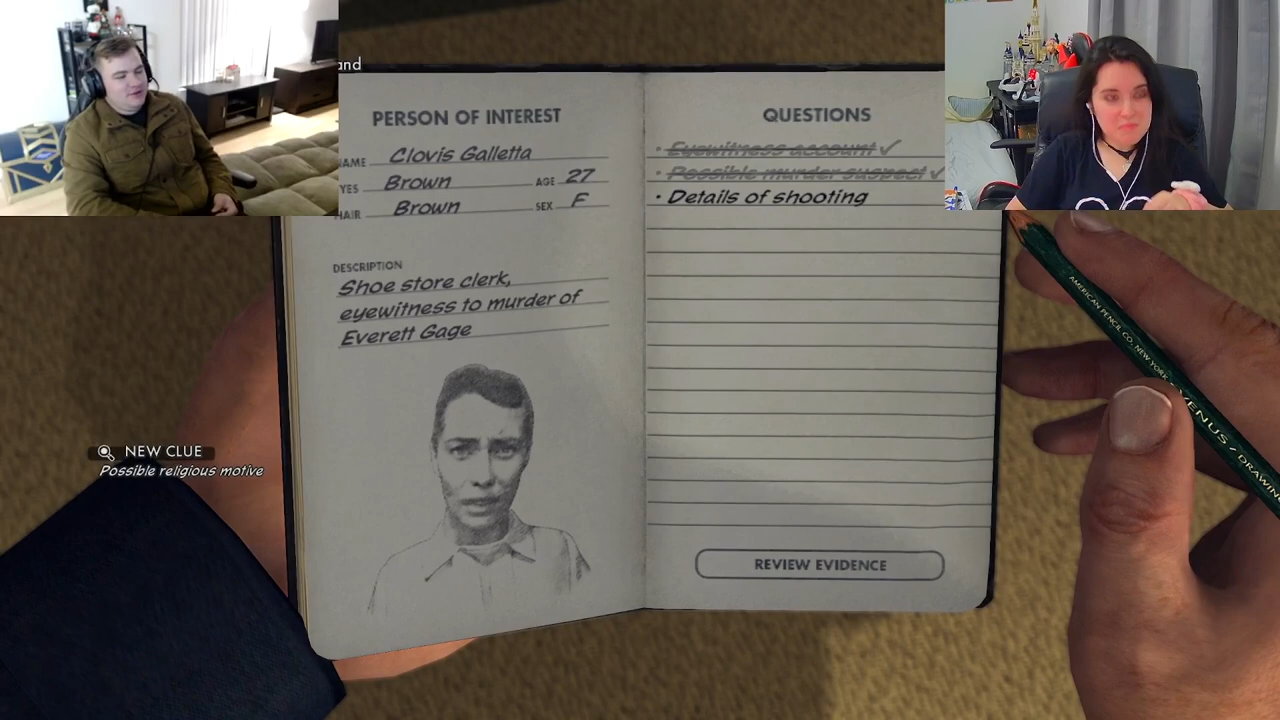 and
PERSON OF INTEREST
NAME Clovis Galletta
YES Brown AGE 27
HAIR Brown SEX F
DESCRIPTION
Shoe store clerk,
eyewitness to murder of
Everett Gage
QUESTIONS
• Eyewitness account ✓
• Possible murder suspect ✓
• Details of shooting
REVIEW EVIDENCE
NEW CLUE
Possible religious motive
AMERICAN PENCIL CO. NEW YORK
VENUS / DRAWIN